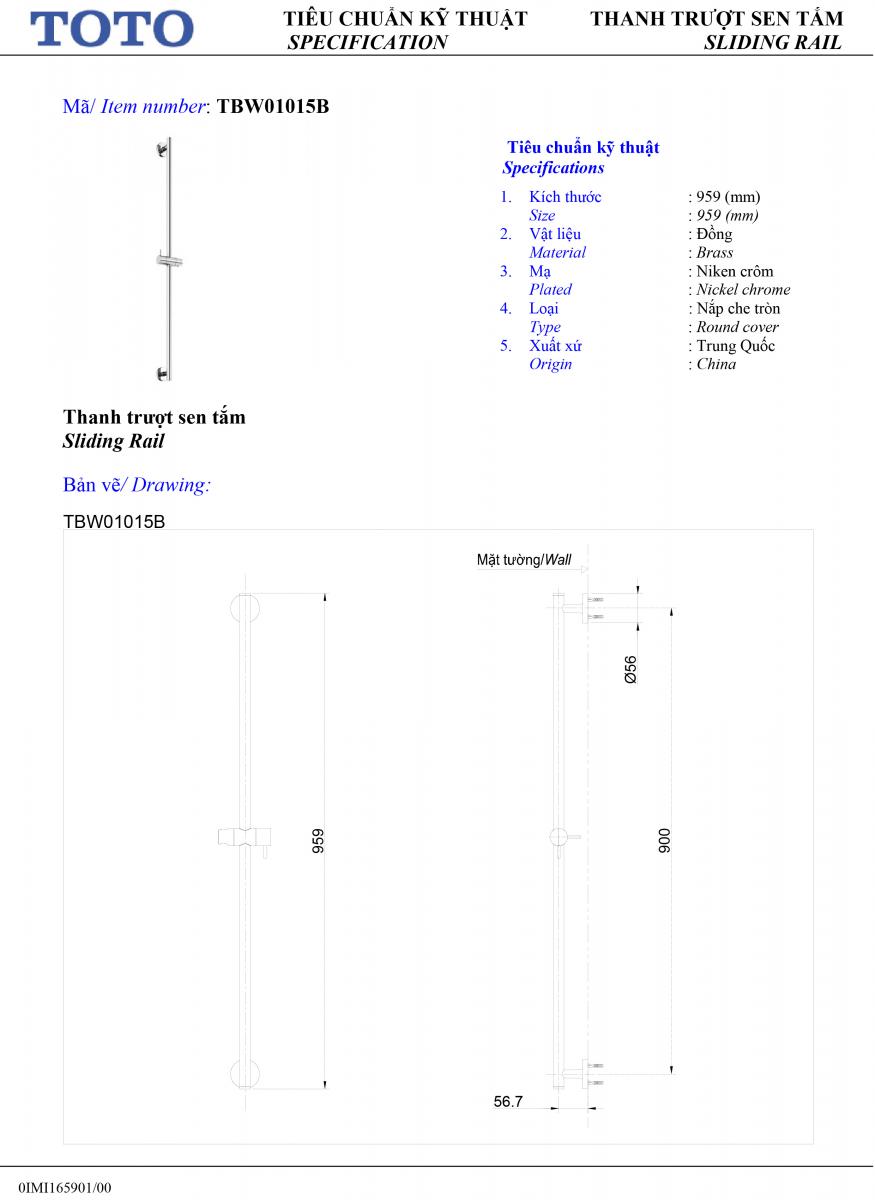 TOTO
TIÊU CHUẨN KỸ THUẬT
SPECIFICATION
THANH TRƯỢT SEN TẮM
SLIDING RAIL
Mã/ Item number: TBW01015B
Tiêu chuẩn kỹ thuật
Specifications
1. Kích thước : 959 (mm)
Size : 959 (mm)
2. Vật liệu : Đồng
Material : Brass
3. Mạ : Niken crôm
Plated : Nickel chrome
4. Loại : Nắp che tròn
Type : Round cover
5. Xuất xứ : Trung Quốc
Origin : China
Thanh trượt sen tắm
Sliding Rail
Bản vẽ/ Drawing:
TBW01015B
Mặt tường/Wall
Ø56
959
900
56.7
0IMI165901/00